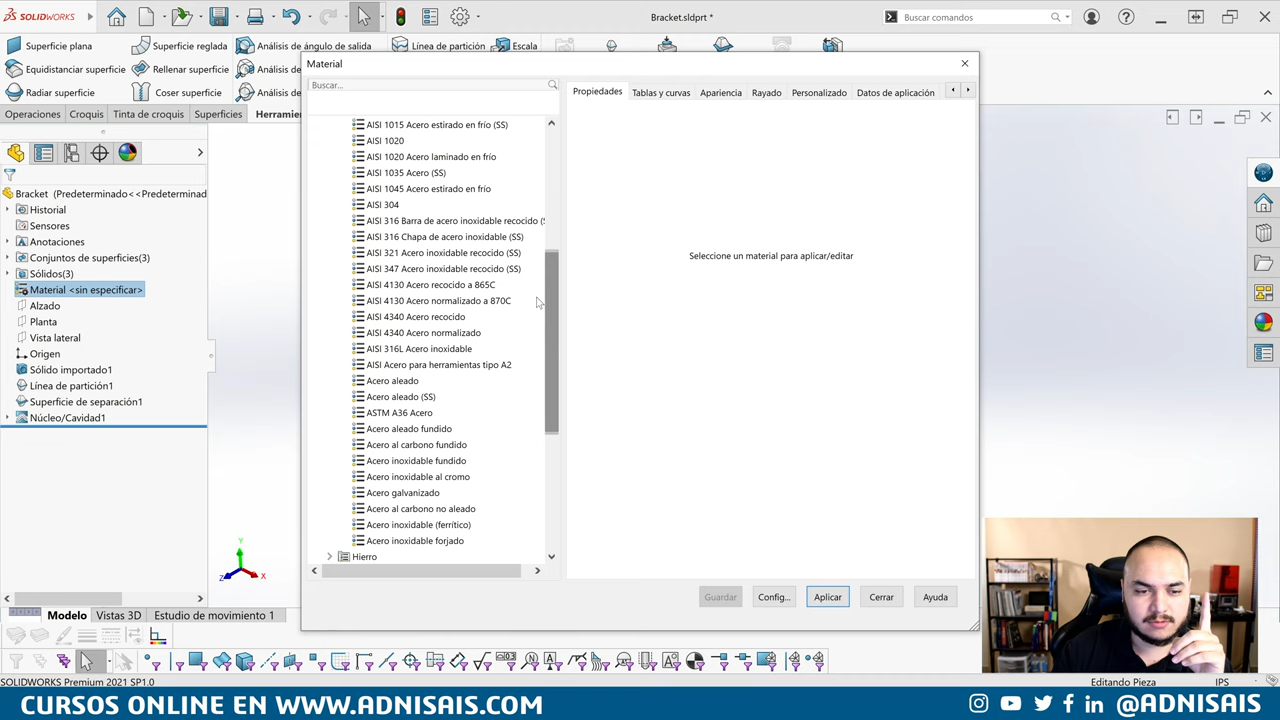 SOLIDWORKS
Bracket.sldprt *
Buscar comandos
Superficie plana
Superficie reglada
Análisis de ángulo de salida
Línea de partición
Escala
Equidistanciar superficie
Rellenar superficie
Análisis de
Radiar superficie
Coser superficie
Análisis de
Operaciones
Croquis
Tinta de croquis
Superficies
Herramien
Bracket (Predeterminado<<Predeterminad
Historial
Sensores
Anotaciones
Conjuntos de superficies(3)
Sólidos(3)
Material <sin especificar>
Alzado
Planta
Vista lateral
Origen
Sólido importado1
Línea de partición1
Superficie de separación1
Núcleo/Cavidad1
Material
Buscar...
AISI 1015 Acero estirado en frío (SS)
AISI 1020
AISI 1020 Acero laminado en frío
AISI 1035 Acero (SS)
AISI 1045 Acero estirado en frío
AISI 304
AISI 316 Barra de acero inoxidable recocido (S
AISI 316 Chapa de acero inoxidable (SS)
AISI 321 Acero inoxidable recocido (SS)
AISI 347 Acero inoxidable recocido (SS)
AISI 4130 Acero recocido a 865C
AISI 4130 Acero normalizado a 870C
AISI 4340 Acero recocido
AISI 4340 Acero normalizado
AISI 316L Acero inoxidable
AISI Acero para herramientas tipo A2
Acero aleado
Acero aleado (SS)
ASTM A36 Acero
Acero aleado fundido
Acero al carbono fundido
Acero inoxidable fundido
Acero inoxidable al cromo
Acero galvanizado
Acero al carbono no aleado
Acero inoxidable (ferrítico)
Acero inoxidable forjado
Hierro
Propiedades
Tablas y curvas
Apariencia
Rayado
Personalizado
Datos de aplicación
Seleccione un material para aplicar/editar
Guardar
Config...
Aplicar
Cerrar
Ayuda
Y
Z
X
Modelo
Vistas 3D
Estudio de movimiento 1
SOLIDWORKS Premium 2021 SP1.0
Editando Pieza
IPS
CURSOS ONLINE EN WWW.ADNISAIS.COM
@ADNISAIS